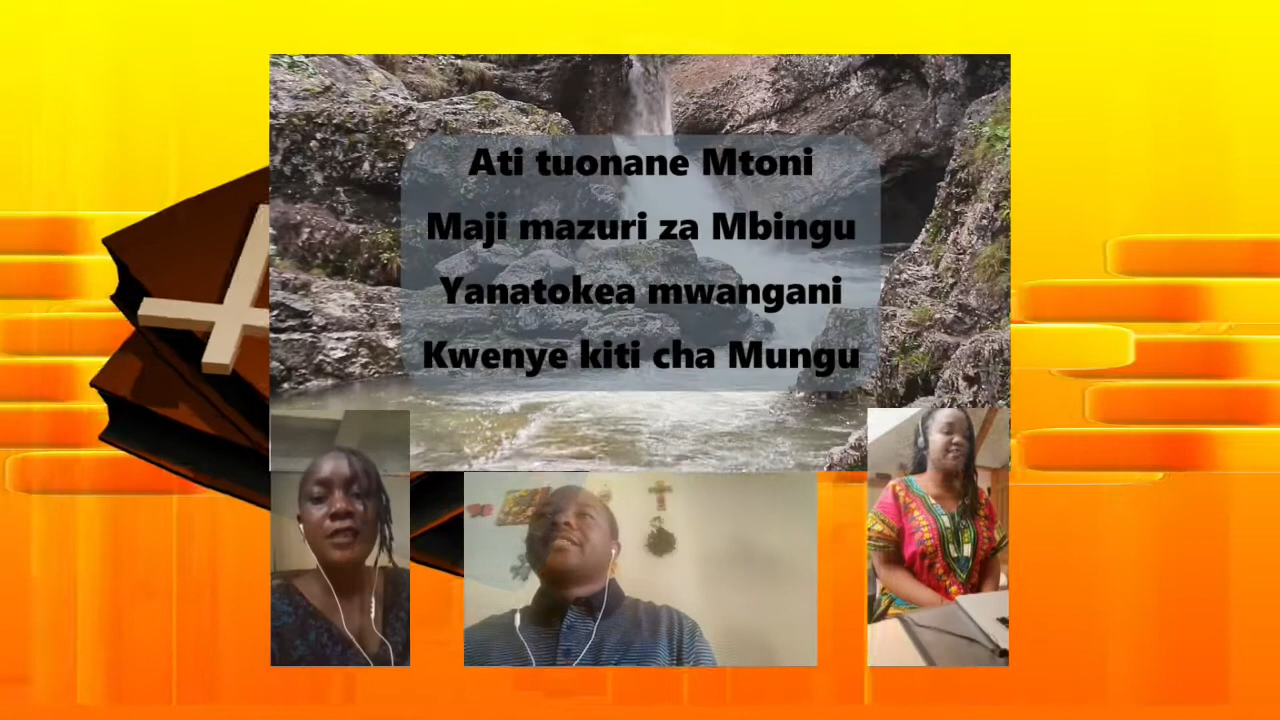 Ati tuonane Mtoni
Maji mazuri za Mbingu
Yanatokea mwangani
Kwenye kiti cha Mungu